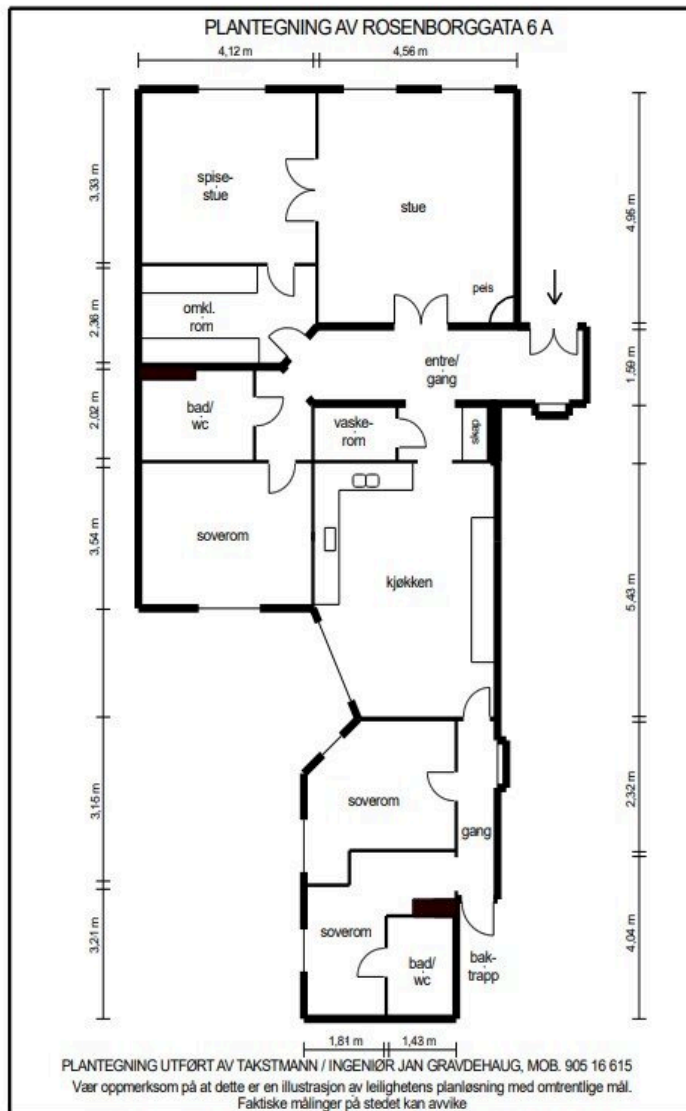 PLANTEGNING AV ROSENBORGGATA 6 A
4,12 m
4,56 m
3,33 m
spise-
stue
stue
4,95 m
peis
2,36 m
omkl.
rom
entre/
gang
1,59 m
2,02 m
bad/
wc
vaske-
rom
skap
3,54 m
soverom
kjøkken
5,43 m
3,15 m
soverom
gang
2,32 m
3,21 m
soverom
bad/
wc
bak-
trapp
4,04 m
1,81 m
1,43 m
PLANTEGNING UTFØRT AV TAKSTMANN / INGENIØR JAN GRAVDEHAUG, MOB. 905 16 615
Vær oppmerksom på at dette er en illustrasjon av leilighetens planløsning med omtrentlige mål.
Faktiske målinger på stedet kan avvike